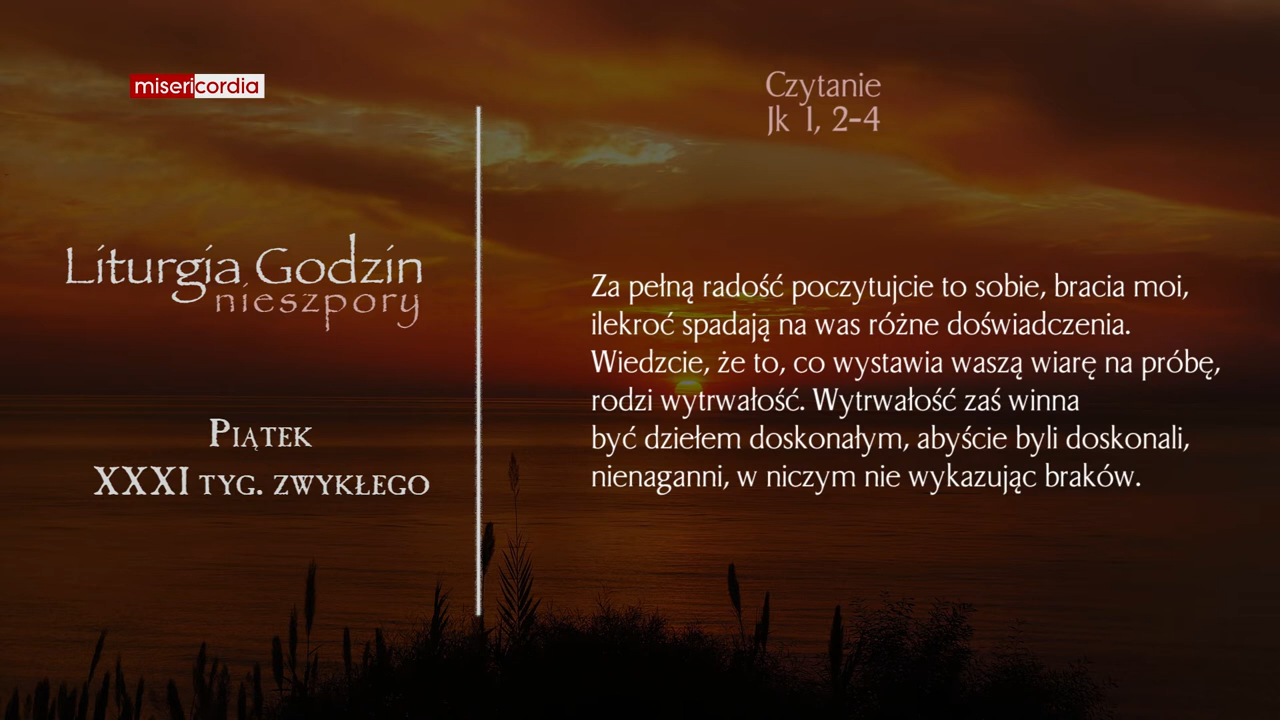 misericordia
Liturgia Godzin
nieszpory
Piątek
XXXI tyg. zwykłego
Czytanie
Jk 1, 2-4
Za pełną radość poczytujcie to sobie, bracia moi,
ilekroć spadają na was różne doświadczenia.
Wiedzcie, że to, co wystawia waszą wiarę na próbę,
rodzi wytrwałość. Wytrwałość zaś winna
być dziełem doskonałym, abyście byli doskonali,
nienaganni, w niczym nie wykazując braków.